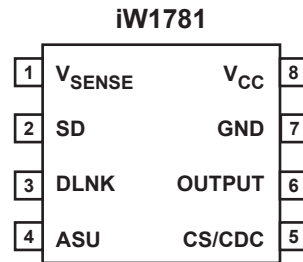 iW1781
1 VSENSE VCC 8
2 SD GND 7
3 DLNK OUTPUT 6
4 ASU CS/CDC 5